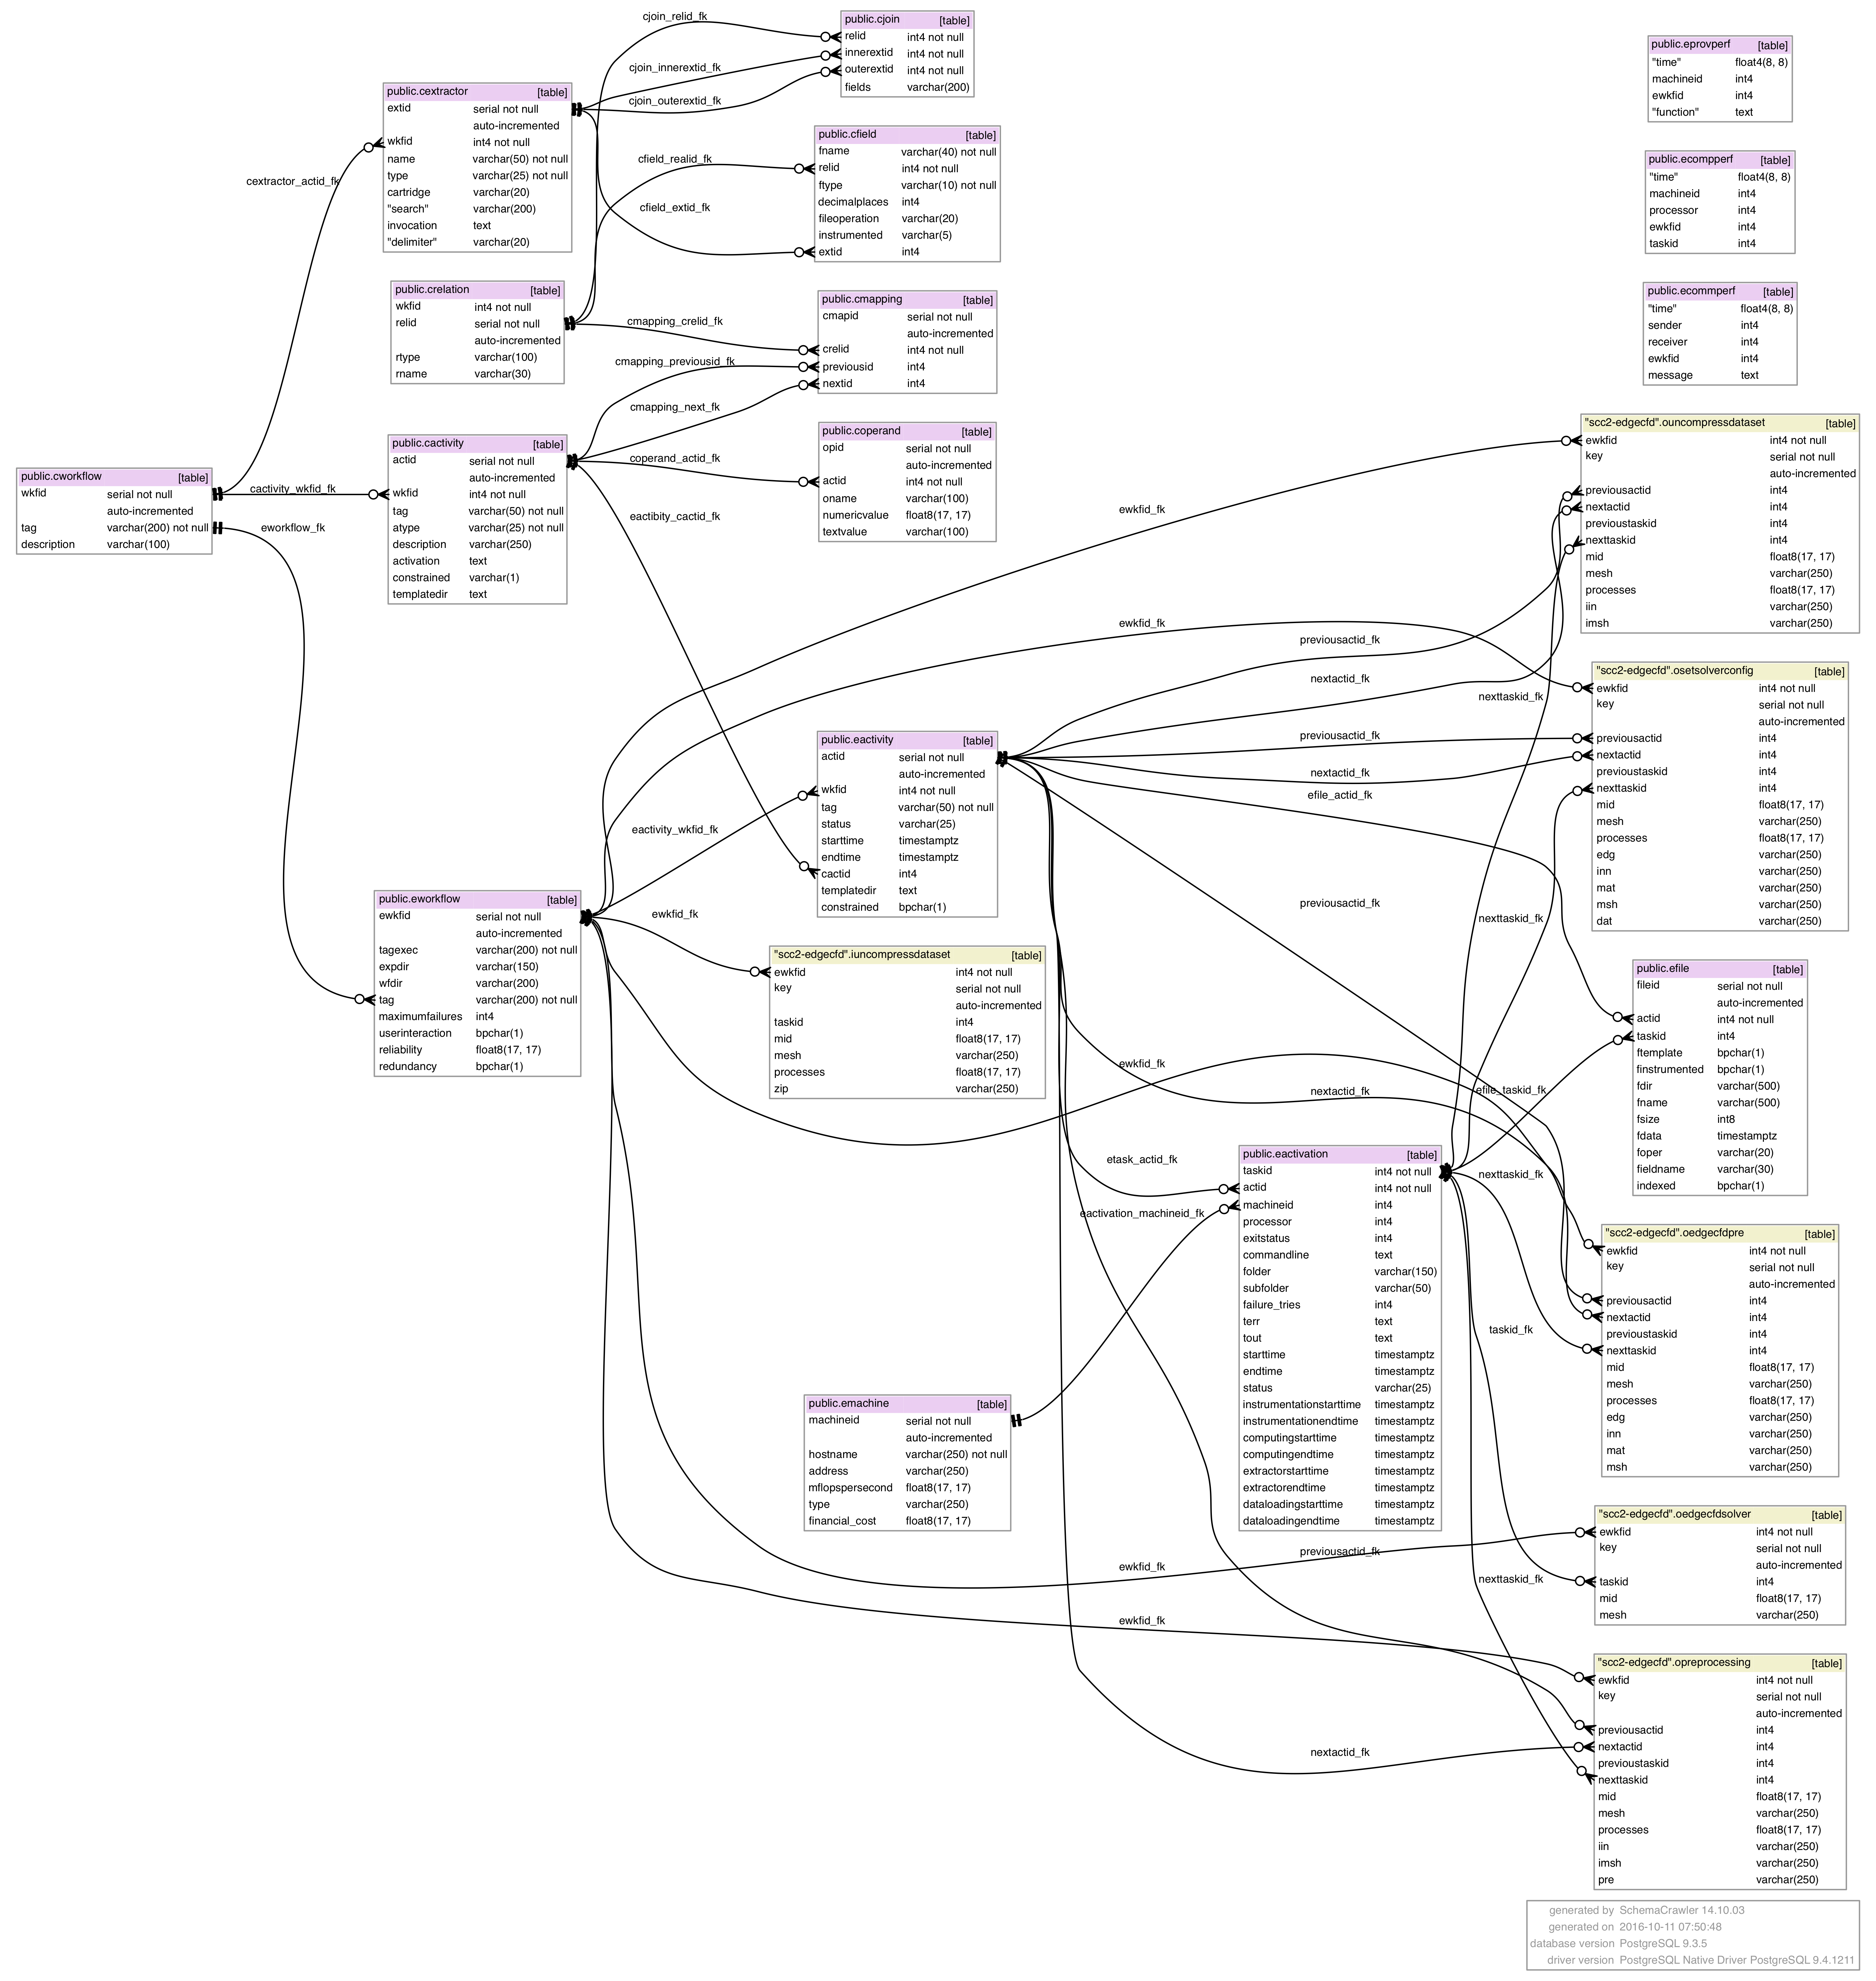 public.cworkflow [table]
wkfid serial not null
auto-incremented
tag varchar(200) not null
description varchar(100)
cextractor_actid_fk
cactivity_wkfid_fk
eworkflow_fk
public.cextractor [table]
extid serial not null
auto-incremented
wkfid int4 not null
name varchar(50) not null
type varchar(25) not null
cartridge varchar(20)
"search" varchar(200)
invocation text
"delimiter" varchar(20)
public.crelation [table]
wkfid int4 not null
relid serial not null
auto-incremented
rtype varchar(100)
rname varchar(30)
public.cactivity [table]
actid serial not null
auto-incremented
wkfid int4 not null
tag varchar(50) not null
atype varchar(25) not null
description varchar(250)
activation text
constrained varchar(1)
templatedir text
public.eworkflow [table]
ewkfid serial not null
auto-incremented
tagexec varchar(200) not null
expdir varchar(150)
wfdir varchar(200)
tag varchar(200) not null
maximumfailures int4
userinteraction bpchar(1)
reliability float8(17, 17)
redundancy bpchar(1)
cjoin_relid_fk
cjoin_innerextid_fk
cjoin_outerextid_fk
cfield_realid_fk
cfield_extid_fk
cmapping_crelid_fk
cmapping_previousid_fk
cmapping_next_fk
coperand_actid_fk
eactibity_cactid_fk
eactivity_wkfid_fk
ewkfid_fk
public.cjoin [table]
relid int4 not null
innerextid int4 not null
outerextid int4 not null
fields varchar(200)
public.cfield [table]
fname varchar(40) not null
relid int4 not null
ftype varchar(10) not null
decimalplaces int4
fileoperation varchar(20)
instrumented varchar(5)
extid int4
public.cmapping [table]
cmapid serial not null
auto-incremented
crelid int4 not null
previousid int4
nextid int4
public.coperand [table]
opid serial not null
auto-incremented
actid int4 not null
oname varchar(100)
numericvalue float8(17, 17)
textvalue varchar(100)
public.eactivity [table]
actid serial not null
auto-incremented
wkfid int4 not null
tag varchar(50) not null
status varchar(25)
starttime timestamptz
endtime timestamptz
cactid int4
templatedir text
constrained bpchar(1)
"scc2-edgecfd".iuncompressdataset [table]
ewkfid int4 not null
key serial not null
auto-incremented
taskid int4
mid float8(17, 17)
mesh varchar(250)
processes float8(17, 17)
zip varchar(250)
public.emachine [table]
machineid serial not null
auto-incremented
hostname varchar(250) not null
address varchar(250)
mflopspersecond float8(17, 17)
type varchar(250)
financial_cost float8(17, 17)
ewkfid_fk
ewkfid_fk
ewkfid_fk
etask_actid_fk
eactivation_machineid_fk
ewkfid_fk
ewkfid_fk
public.eactivation [table]
taskid int4 not null
actid int4 not null
machineid int4
processor int4
exitstatus int4
commandline text
folder varchar(150)
subfolder varchar(50)
failure_tries int4
terr text
tout text
starttime timestamptz
endtime timestamptz
status varchar(25)
instrumentationstarttime timestamptz
instrumentationendtime timestamptz
computingstarttime timestamptz
computingendtime timestamptz
extractorstarttime timestamptz
extractorendtime timestamptz
dataloadingstarttime timestamptz
dataloadingendtime timestamptz
previousactid_fk
nextactid_fk
previousactid_fk
nextactid_fk
efile_actid_fk
previousactid_fk
nextactid_fk
previousactid_fk
nextactid_fk
nexttaskid_fk
nexttaskid_fk
efile_taskid_fk
nexttaskid_fk
taskid_fk
nexttaskid_fk
public.eprovperf [table]
"time" float4(8, 8)
machineid int4
ewkfid int4
"function" text
public.ecompperf [table]
"time" float4(8, 8)
machineid int4
processor int4
ewkfid int4
taskid int4
public.ecommperf [table]
"time" float4(8, 8)
sender int4
receiver int4
ewkfid int4
message text
"scc2-edgecfd".ouncompressdataset [table]
ewkfid int4 not null
key serial not null
auto-incremented
previousactid int4
nextactid int4
previoustaskid int4
nexttaskid int4
mid float8(17, 17)
mesh varchar(250)
processes float8(17, 17)
iin varchar(250)
imsh varchar(250)
"scc2-edgecfd".osetsolverconfig [table]
ewkfid int4 not null
key serial not null
auto-incremented
previousactid int4
nextactid int4
previoustaskid int4
nexttaskid int4
mid float8(17, 17)
mesh varchar(250)
processes float8(17, 17)
edg varchar(250)
inn varchar(250)
mat varchar(250)
msh varchar(250)
dat varchar(250)
public.efile [table]
fileid serial not null
auto-incremented
actid int4 not null
taskid int4
ftemplate bpchar(1)
finstrumented bpchar(1)
fdir varchar(500)
fname varchar(500)
fsize int8
fdata timestamptz
foper varchar(20)
fieldname varchar(30)
indexed bpchar(1)
"scc2-edgecfd".oedgecfdpre [table]
ewkfid int4 not null
key serial not null
auto-incremented
previousactid int4
nextactid int4
previoustaskid int4
nexttaskid int4
mid float8(17, 17)
mesh varchar(250)
processes float8(17, 17)
edg varchar(250)
inn varchar(250)
mat varchar(250)
msh varchar(250)
"scc2-edgecfd".oedgecfdsolver [table]
ewkfid int4 not null
key serial not null
auto-incremented
taskid int4
mid float8(17, 17)
mesh varchar(250)
"scc2-edgecfd".opreprocessing [table]
ewkfid int4 not null
key serial not null
auto-incremented
previousactid int4
nextactid int4
previoustaskid int4
nexttaskid int4
mid float8(17, 17)
mesh varchar(250)
processes float8(17, 17)
iin varchar(250)
imsh varchar(250)
pre varchar(250)
generated by SchemaCrawler 14.10.03
generated on 2016-10-11 07:50:48
database version PostgreSQL 9.3.5
driver version PostgreSQL Native Driver PostgreSQL 9.4.1211